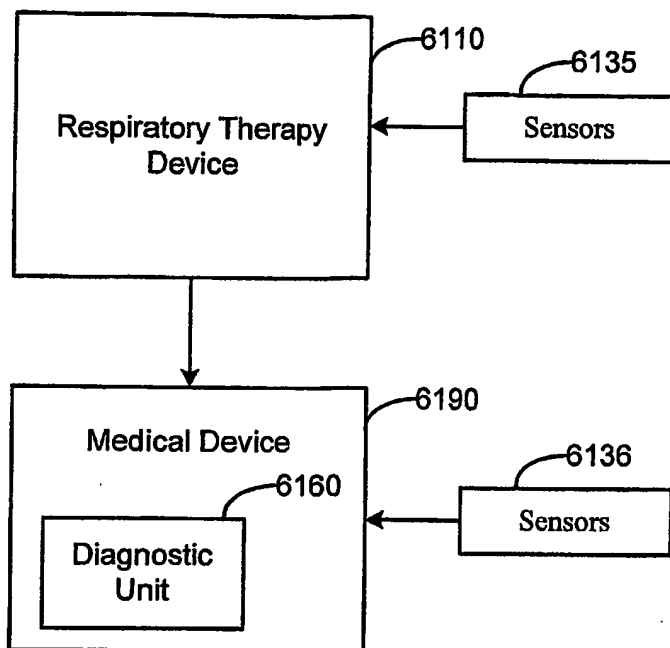 6110
6135
Respiratory Therapy
Device
Sensors
6190
Medical Device
6136
6160
Sensors
Diagnostic
Unit